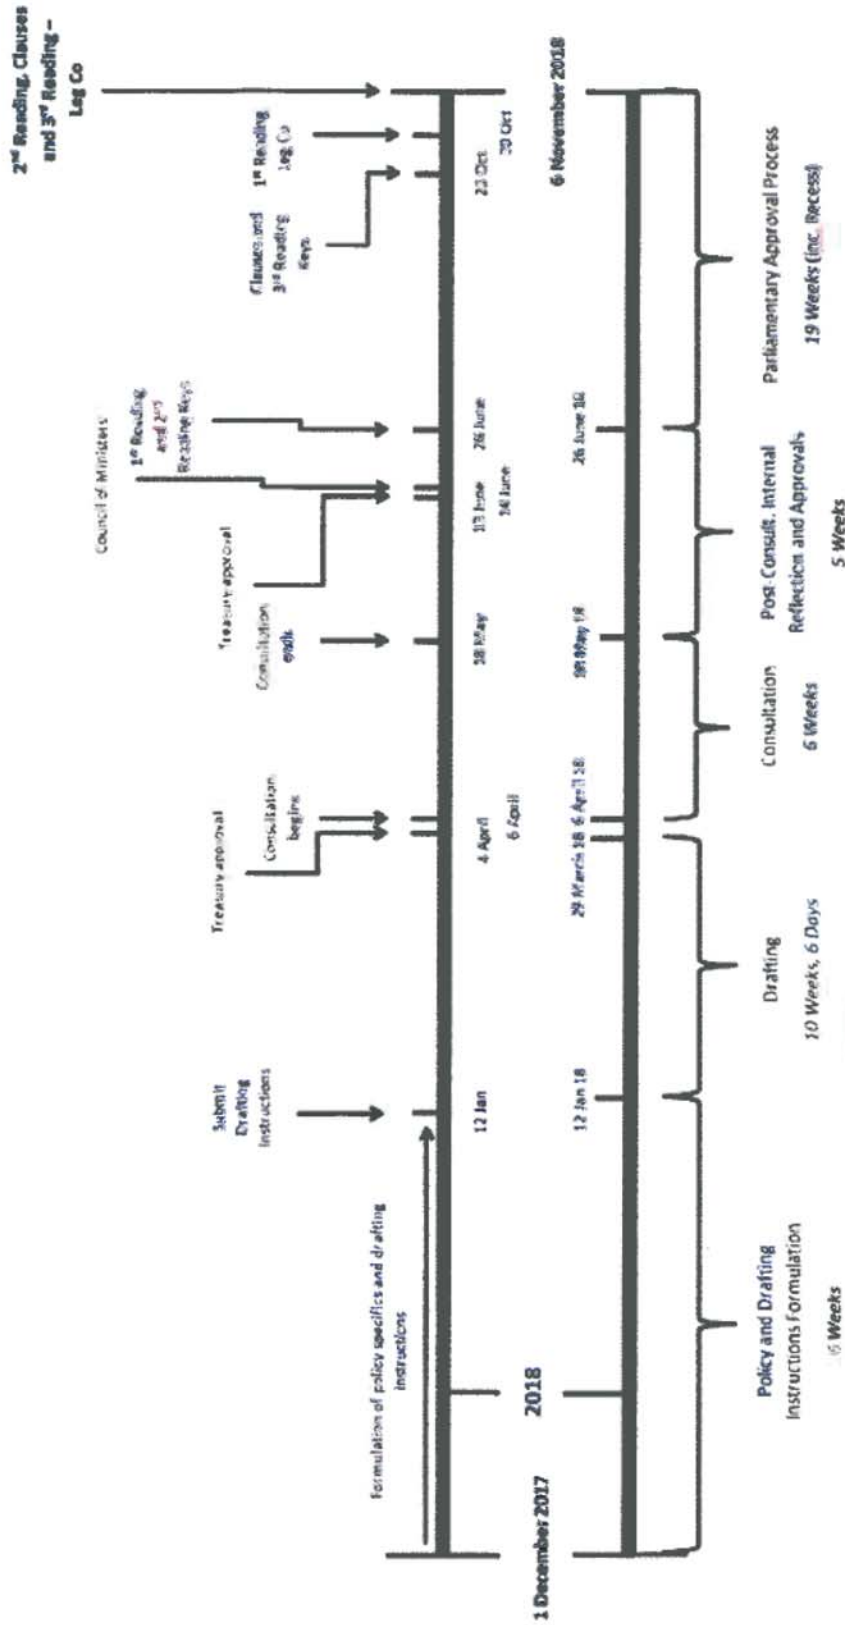 2nd Reading, Clauses
and 3rd Reading –
Leg Co
1st Reading
Leg Co
Clauses and
3rd Reading
Keys
Council of Ministers
1st Reading
and 2nd
Reading Keys
Treasury approval
Consultation
ends
Treasury approval
Consultation
begins
Submit
Drafting
Instructions
Formulation of policy specifics and drafting
instructions
12 Jan
4 April
6 April
18 May
13 June
14 June
26 June
23 Oct
30 Oct
1 December 2017
2018
6 November 2018
12 Jan 18
29 March 18
6 April 18
18 May 18
26 June 18
Policy and Drafting
Instructions Formulation
6 Weeks
Drafting
10 Weeks, 6 Days
Consultation
6 Weeks
Post-Consult. Internal
Reflection and Approvals
5 Weeks
Parliamentary Approval Process
19 Weeks (inc. Recess)